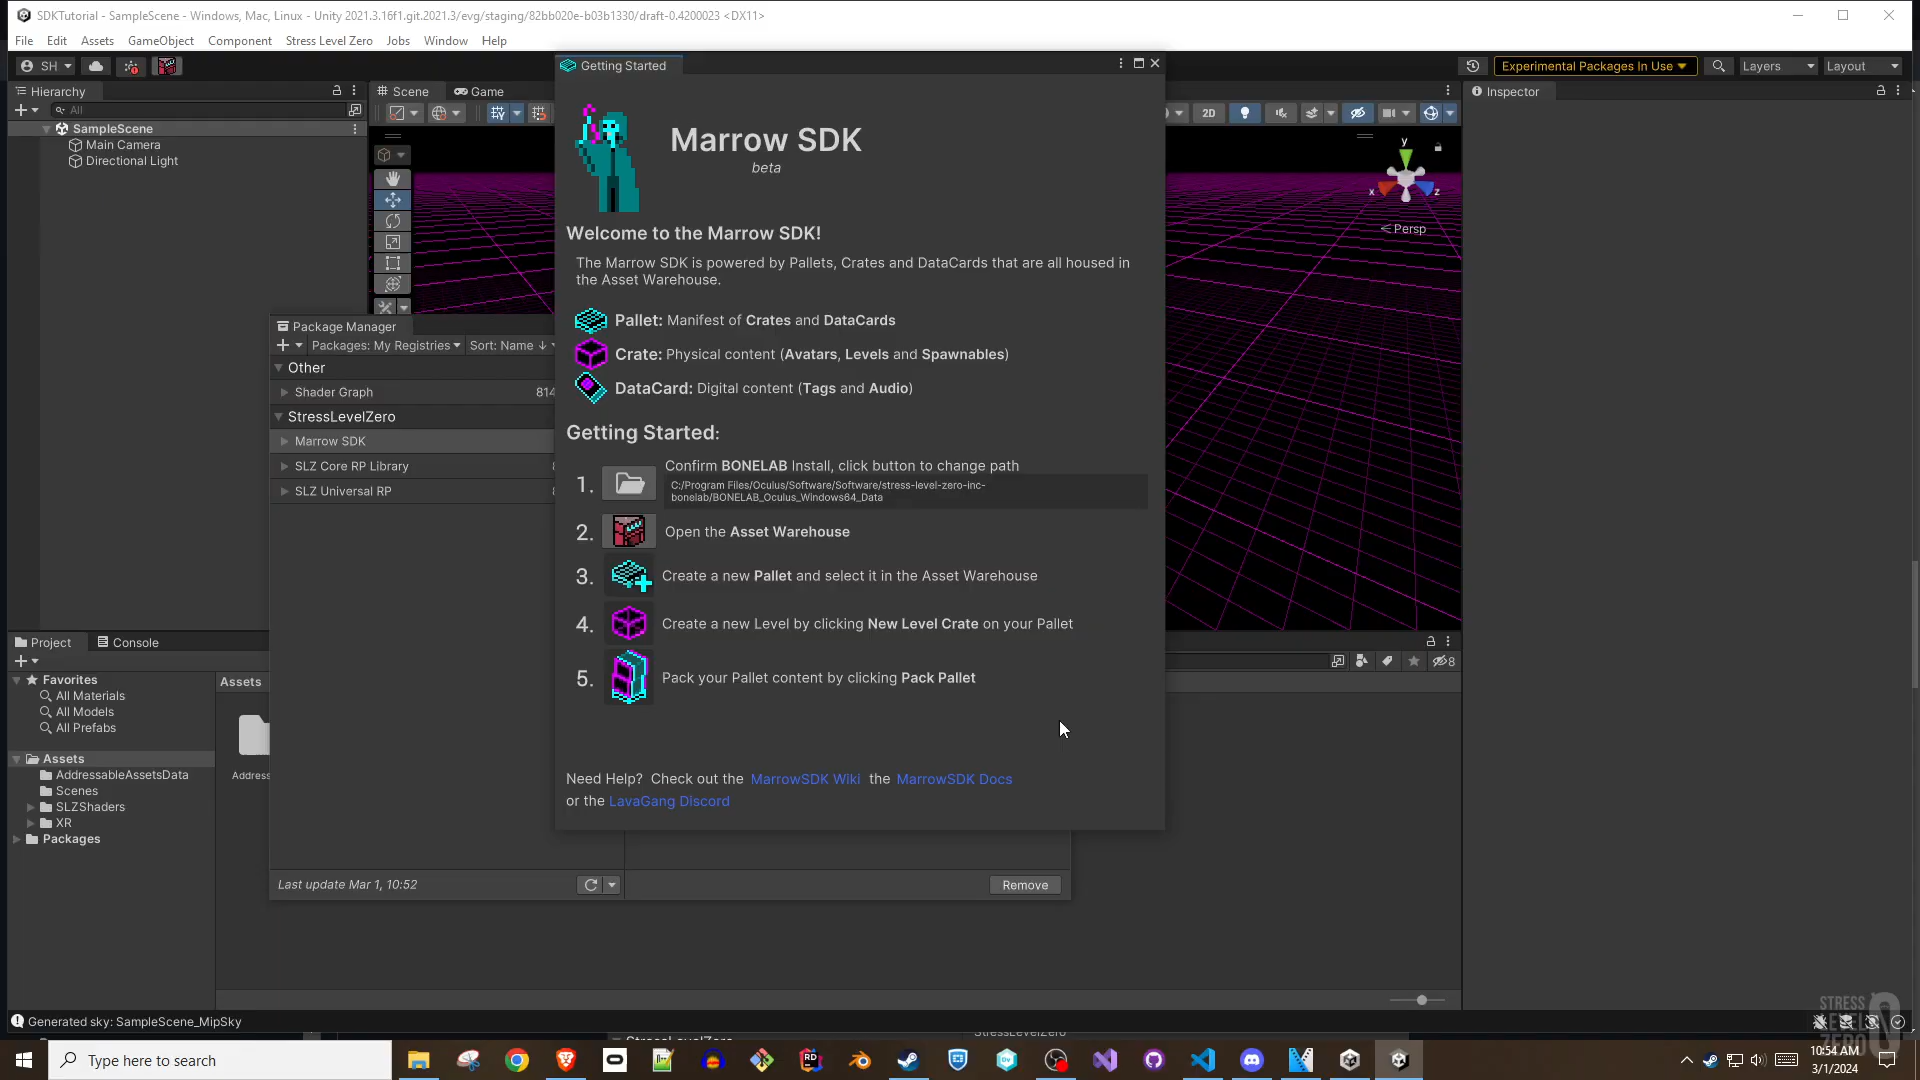 SDKTutorial - SampleScene - Windows, Mac, Linux - Unity 2021.3.16f1.git.2021.3/evg/staging/82bb020e-b03b1330/draft-0.4200023 <DX11>
File Edit Assets GameObject Component Stress Level Zero Jobs Window Help
SH
Experimental Packages In Use
Layers
Layout
Hierarchy
All
SampleScene
Main Camera
Directional Light
Scene
Game
2D
y
x
z
Persp
Inspector
Getting Started
Marrow SDK
beta
Welcome to the Marrow SDK!
The Marrow SDK is powered by Pallets, Crates and DataCards that are all housed in
the Asset Warehouse.
Pallet: Manifest of Crates and DataCards
Crate: Physical content (Avatars, Levels and Spawnables)
DataCard: Digital content (Tags and Audio)
Getting Started:
1. Confirm BONELAB Install, click button to change path
C:/Program Files/Oculus/Software/Software/stress-level-zero-inc-
bonelab/BONELAB_Oculus_Windows64_Data
2. Open the Asset Warehouse
3. Create a new Pallet and select it in the Asset Warehouse
4. Create a new Level by clicking New Level Crate on your Pallet
5. Pack your Pallet content by clicking Pack Pallet
Need Help? Check out the MarrowSDK Wiki the MarrowSDK Docs
or the LavaGang Discord
Package Manager
Packages: My Registries
Sort: Name
Other
Shader Graph 814
StressLevelZero
Marrow SDK
SLZ Core RP Library
SLZ Universal RP
Last update Mar 1, 10:52
Remove
Project
Console
Favorites
All Materials
All Models
All Prefabs
Assets
AddressableAssetsData
Scenes
SLZShaders
XR
Packages
Assets
Address
8
Generated sky: SampleScene_MipSky
StressLevelZero
StressLevelZero
STRESS
LEVEL
ZERO
Type here to search
10:54 AM
3/1/2024